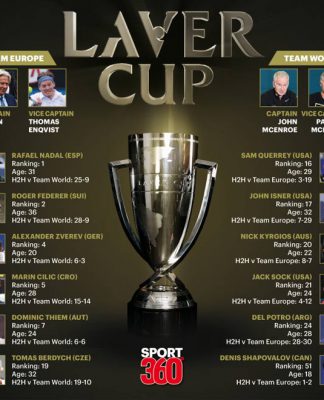 LAVER
CUP
M EUROPE
TEAM WO
VICE CAPTAIN
THOMAS
ENQVIST
CAPTAIN
JOHN
MCENROE
VICE
MCENR
LAVER CUP
RAFAEL NADAL (ESP)
Ranking: 1
Age: 31
H2H v Team World: 25-9
ROGER FEDERER (SUI)
Ranking: 2
Age: 36
H2H v Team World: 28-9
ALEXANDER ZVEREV (GER)
Ranking: 4
Age: 20
H2H v Team World: 6-3
MARIN CILIC (CRO)
Ranking: 5
Age: 28
H2H v Team World: 15-14
DOMINIC THIEM (AUT)
Ranking: 7
Age: 24
H2H v Team World: 6-6
TOMAS BERDYCH (CZE)
Ranking: 19
Age: 32
H2H v Team World: 19-10
SAM QUERREY (USA)
Ranking: 16
Age: 29
H2H v Team Europe: 3-19
JOHN ISNER (USA)
Ranking: 17
Age: 32
H2H v Team Europe: 7-29
NICK KYRGIOS (AUS)
Ranking: 20
Age: 22
H2H v Team Europe: 8-7
JACK SOCK (USA)
Ranking: 21
Age: 24
H2H v Team Europe: 4-12
DEL POTRO (ARG)
Ranking: 24
Age: 28
H2H v Team Europe: 28-30
DENIS SHAPOVALOV (CAN)
Ranking: 51
Age: 18
H2H v Team Europe: 1-2
SPORT
360°